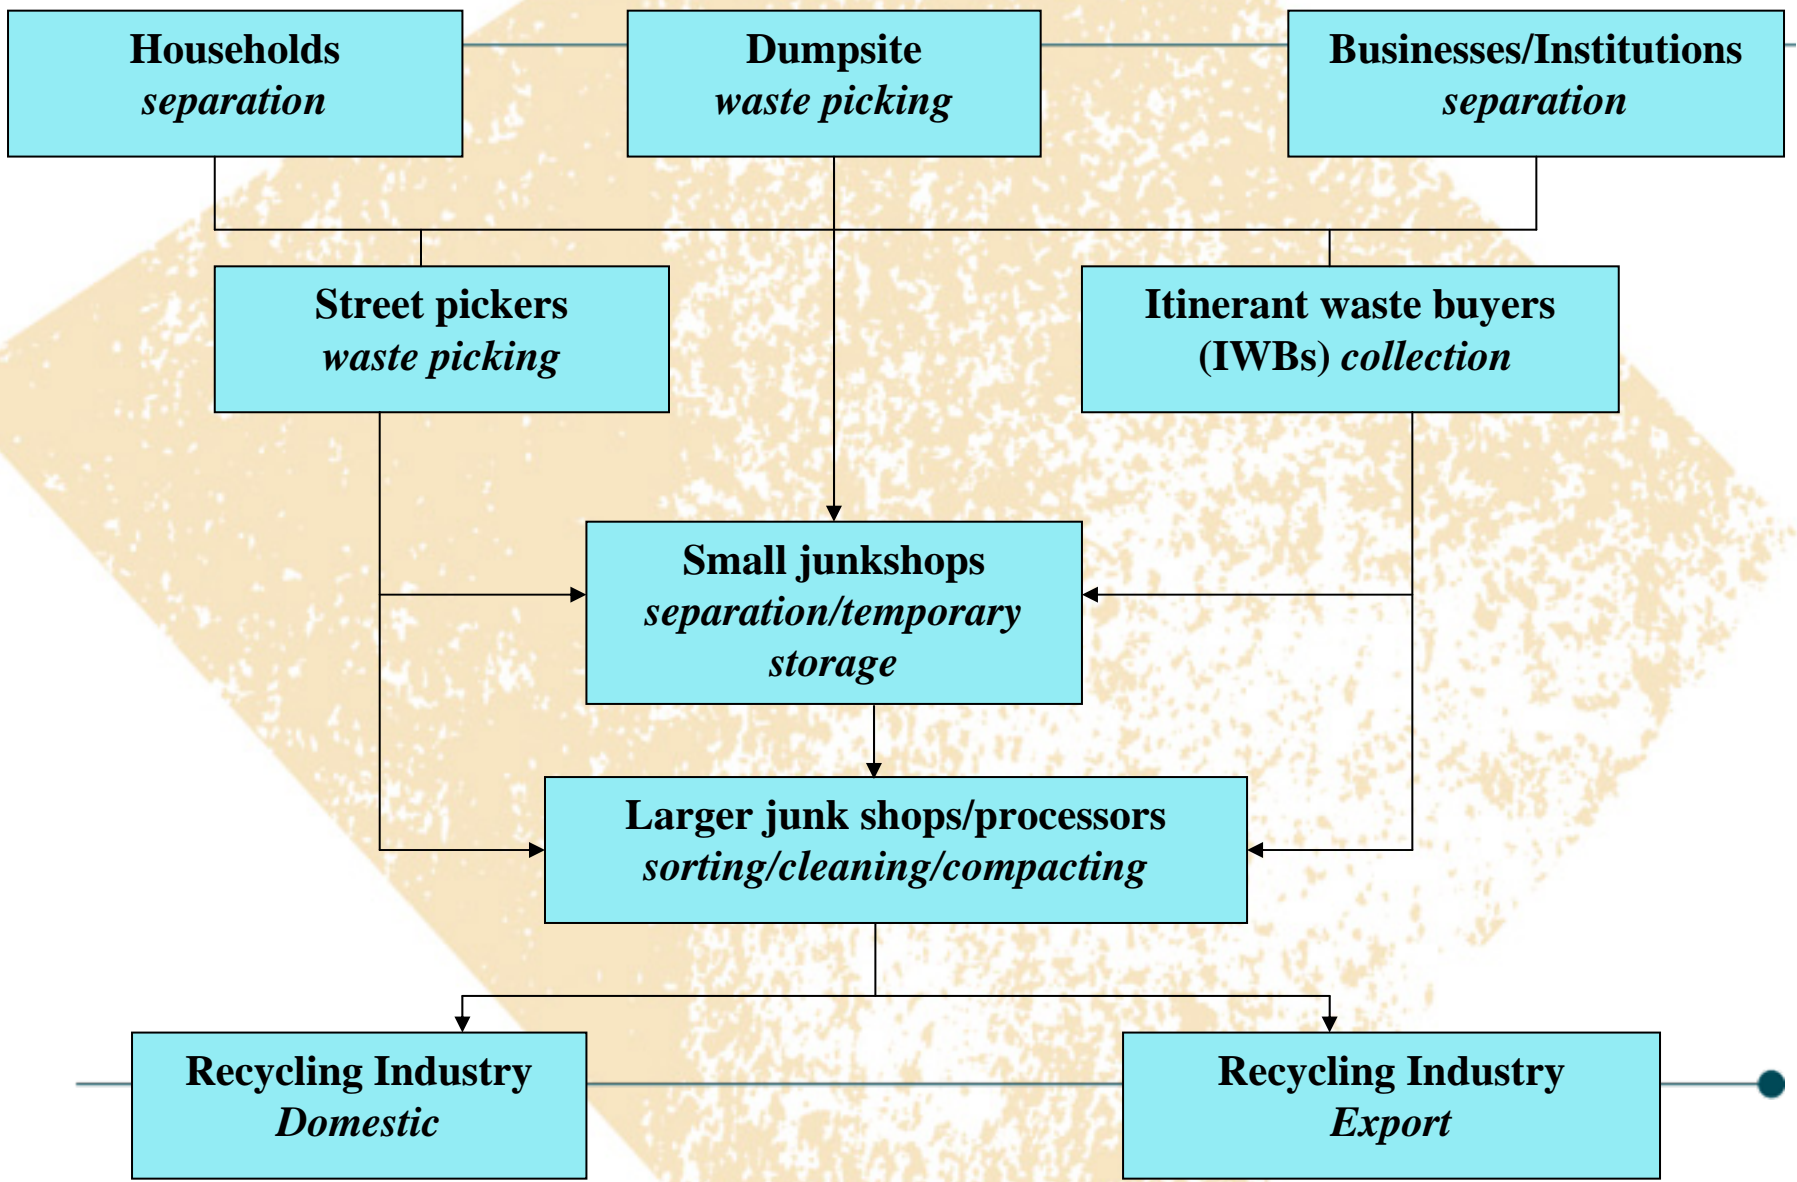 Households
separation
Dumpsite
waste picking
Businesses/Institutions
separation
Street pickers
waste picking
Itinerant waste buyers
(IWBs) collection
Small junkshops
separation/temporary
storage
Larger junk shops/processors
sorting/cleaning/compacting
Recycling Industry
Domestic
Recycling Industry
Export